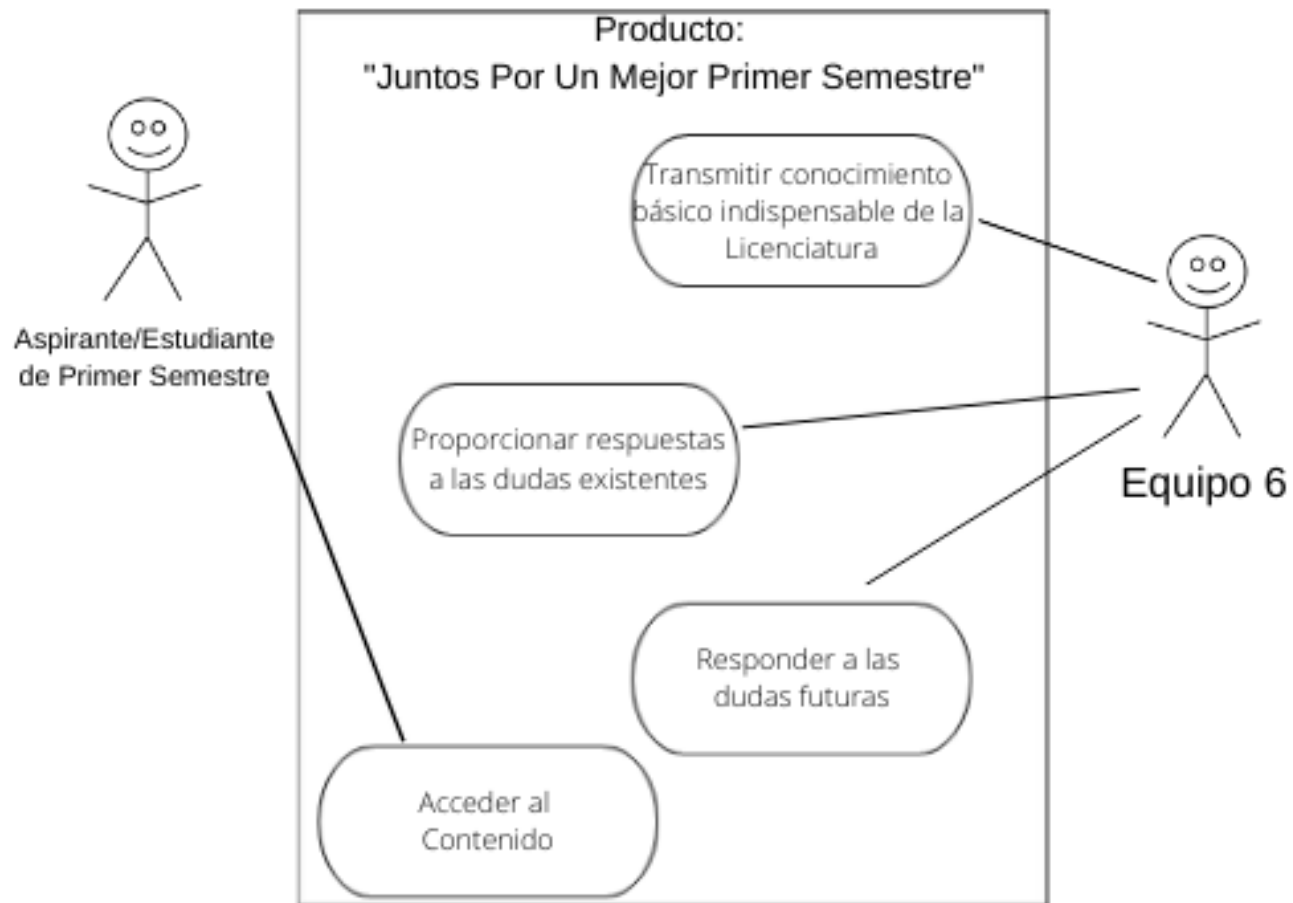 Producto:
"Juntos Por Un Mejor Primer Semestre"
Transmitir conocimiento
básico indispensable de la
Licenciatura
Aspirante/Estudiante
de Primer Semestre
Proporcionar respuestas
a las dudas existentes
Equipo 6
Responder a las
dudas futuras
Acceder al
Contenido